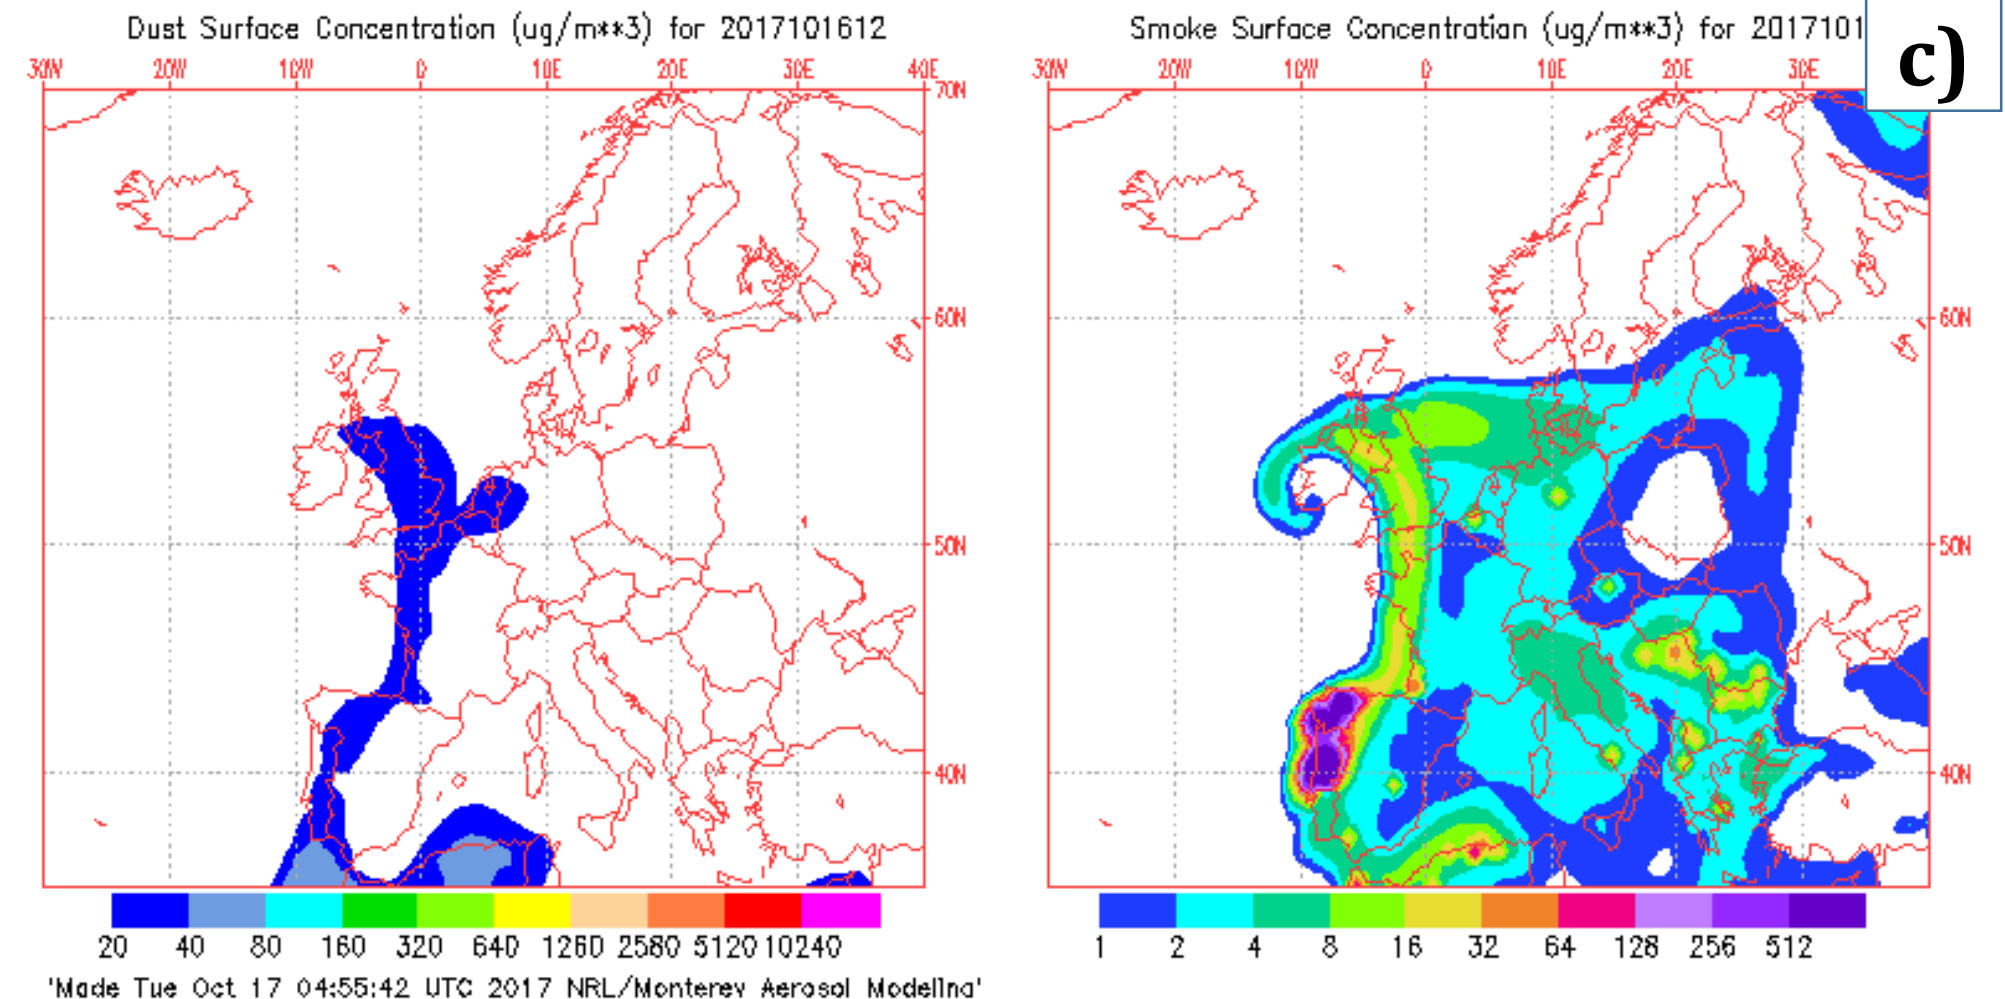 Dust Surface Concentration (ug/m**3) for 2017101612
30W 20W 10W 0 10E 20E 30E 40E
70N
60N
50N
40N
20 40 80 160 320 640 1260 2560 5120 10240
'Made Tue Oct 17 04:55:42 UTC 2017 NRL/Monterey Aerosol Modeling'
Smoke Surface Concentration (ug/m**3) for 2017101
c)
30W 20W 10W 0 10E 20E 30E
60N
50N
40N
1 2 4 8 16 32 64 128 256 512